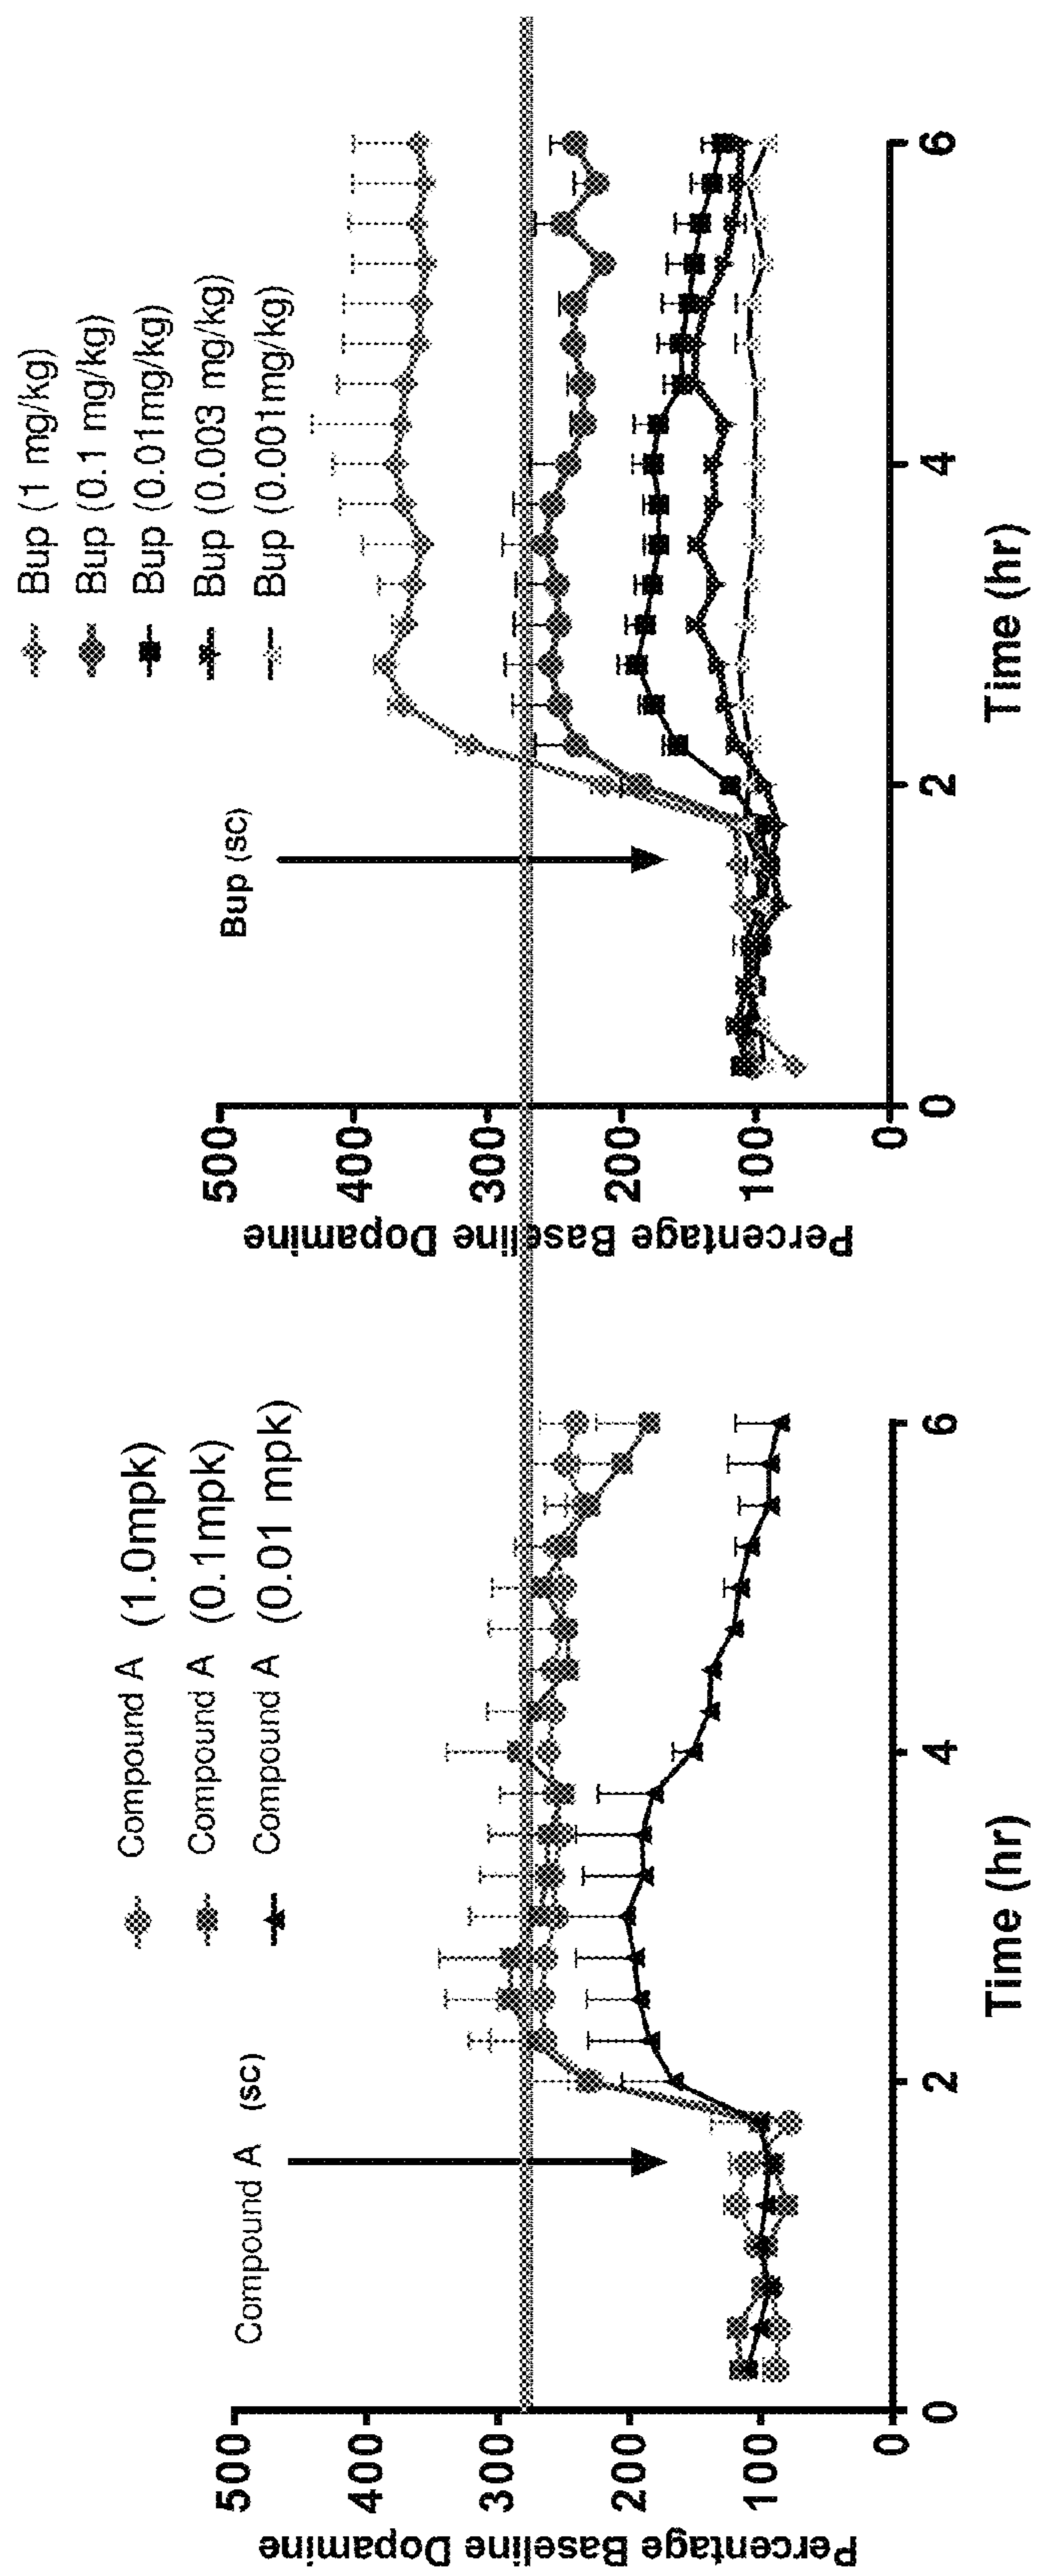 Compound A (1.0mpk)
Compound A (0.1mpk)
Compound A (0.01 mpk)
Compound A (sc)
Percentage Baseline Dopamine
500
400
300
200
100
0
0
2
4
6
Time (hr)
Bup (1 mg/kg)
Bup (0.1 mg/kg)
Bup (0.01mg/kg)
Bup (0.003 mg/kg)
Bup (0.001mg/kg)
Bup (sc)
Percentage Baseline Dopamine
500
400
300
200
100
0
0
2
4
6
Time (hr)